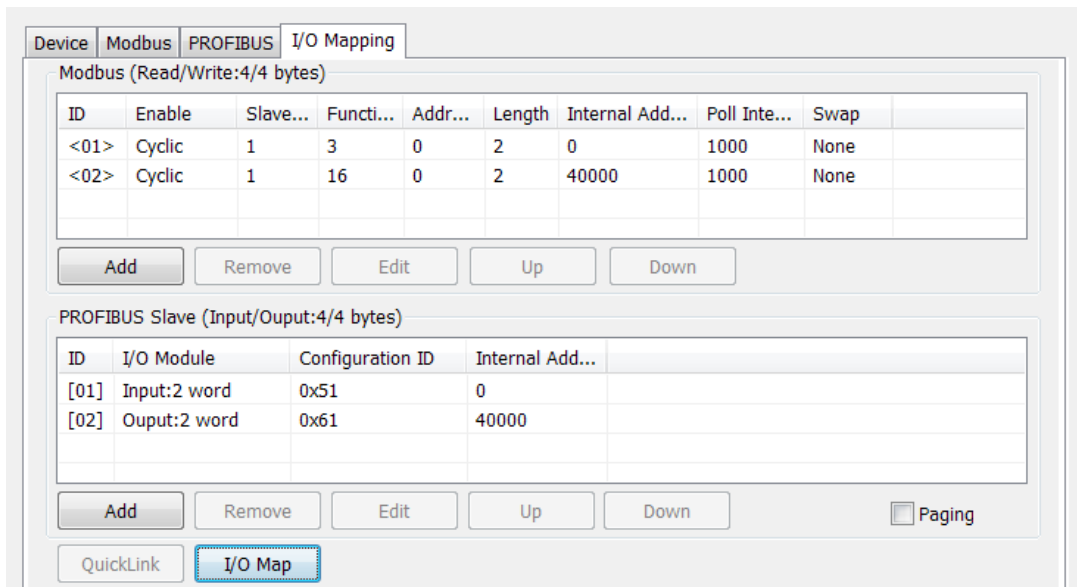 Device Modbus PROFIBUS I/O Mapping
Modbus (Read/Write:4/4 bytes)
ID Enable Slave... Functi... Addr... Length Internal Add... Poll Inte... Swap
<01> Cyclic 1 3 0 2 0 1000 None
<02> Cyclic 1 16 0 2 40000 1000 None
Add Remove Edit Up Down
PROFIBUS Slave (Input/Ouput:4/4 bytes)
ID I/O Module Configuration ID Internal Add...
[01] Input:2 word 0x51 0
[02] Ouput:2 word 0x61 40000
Add Remove Edit Up Down Paging
QuickLink I/O Map